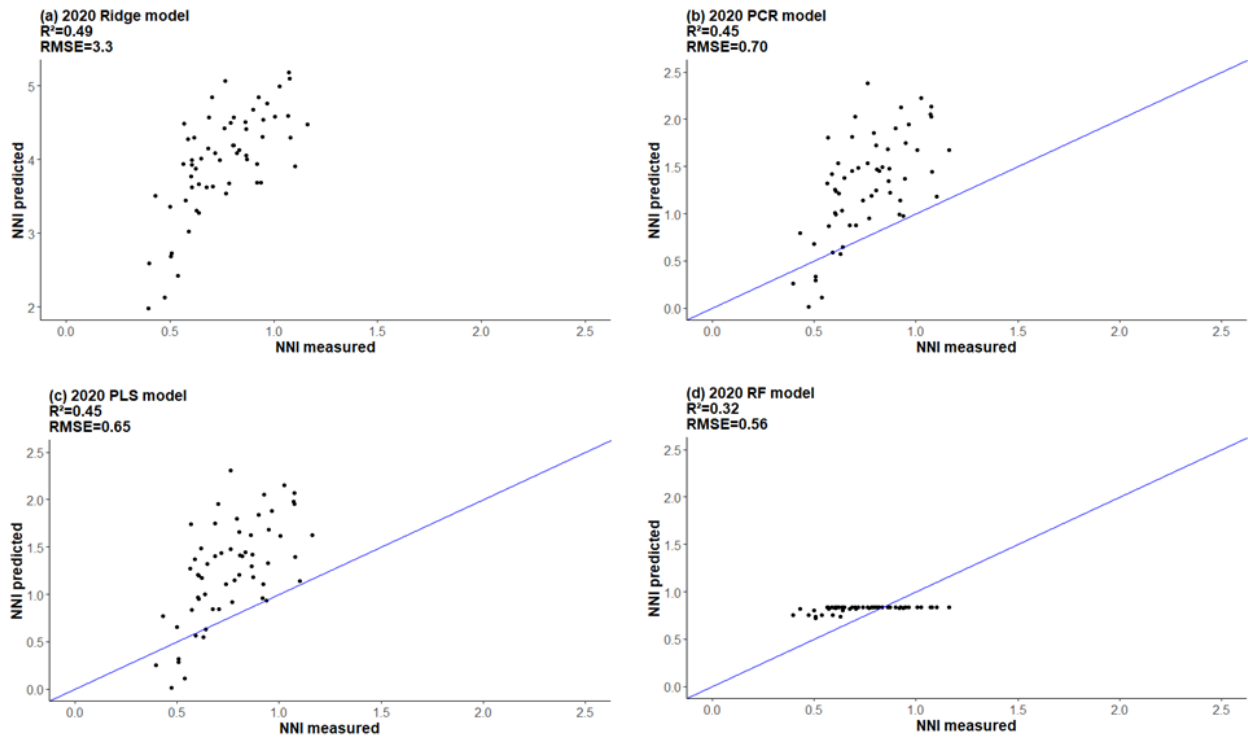 (a) 2020 Ridge model
R²=0.49
RMSE=3.3
NNI predicted
5
4
3
2
0.0 0.5 1.0 1.5 2.0 2.5
NNI measured
(b) 2020 PCR model
R²=0.45
RMSE=0.70
NNI predicted
2.5
2.0
1.5
1.0
0.5
0.0
0.0 0.5 1.0 1.5 2.0 2.5
NNI measured
(c) 2020 PLS model
R²=0.45
RMSE=0.65
NNI predicted
2.5
2.0
1.5
1.0
0.5
0.0
0.0 0.5 1.0 1.5 2.0 2.5
NNI measured
(d) 2020 RF model
R²=0.32
RMSE=0.56
NNI predicted
2.5
2.0
1.5
1.0
0.5
0.0
0.0 0.5 1.0 1.5 2.0 2.5
NNI measured